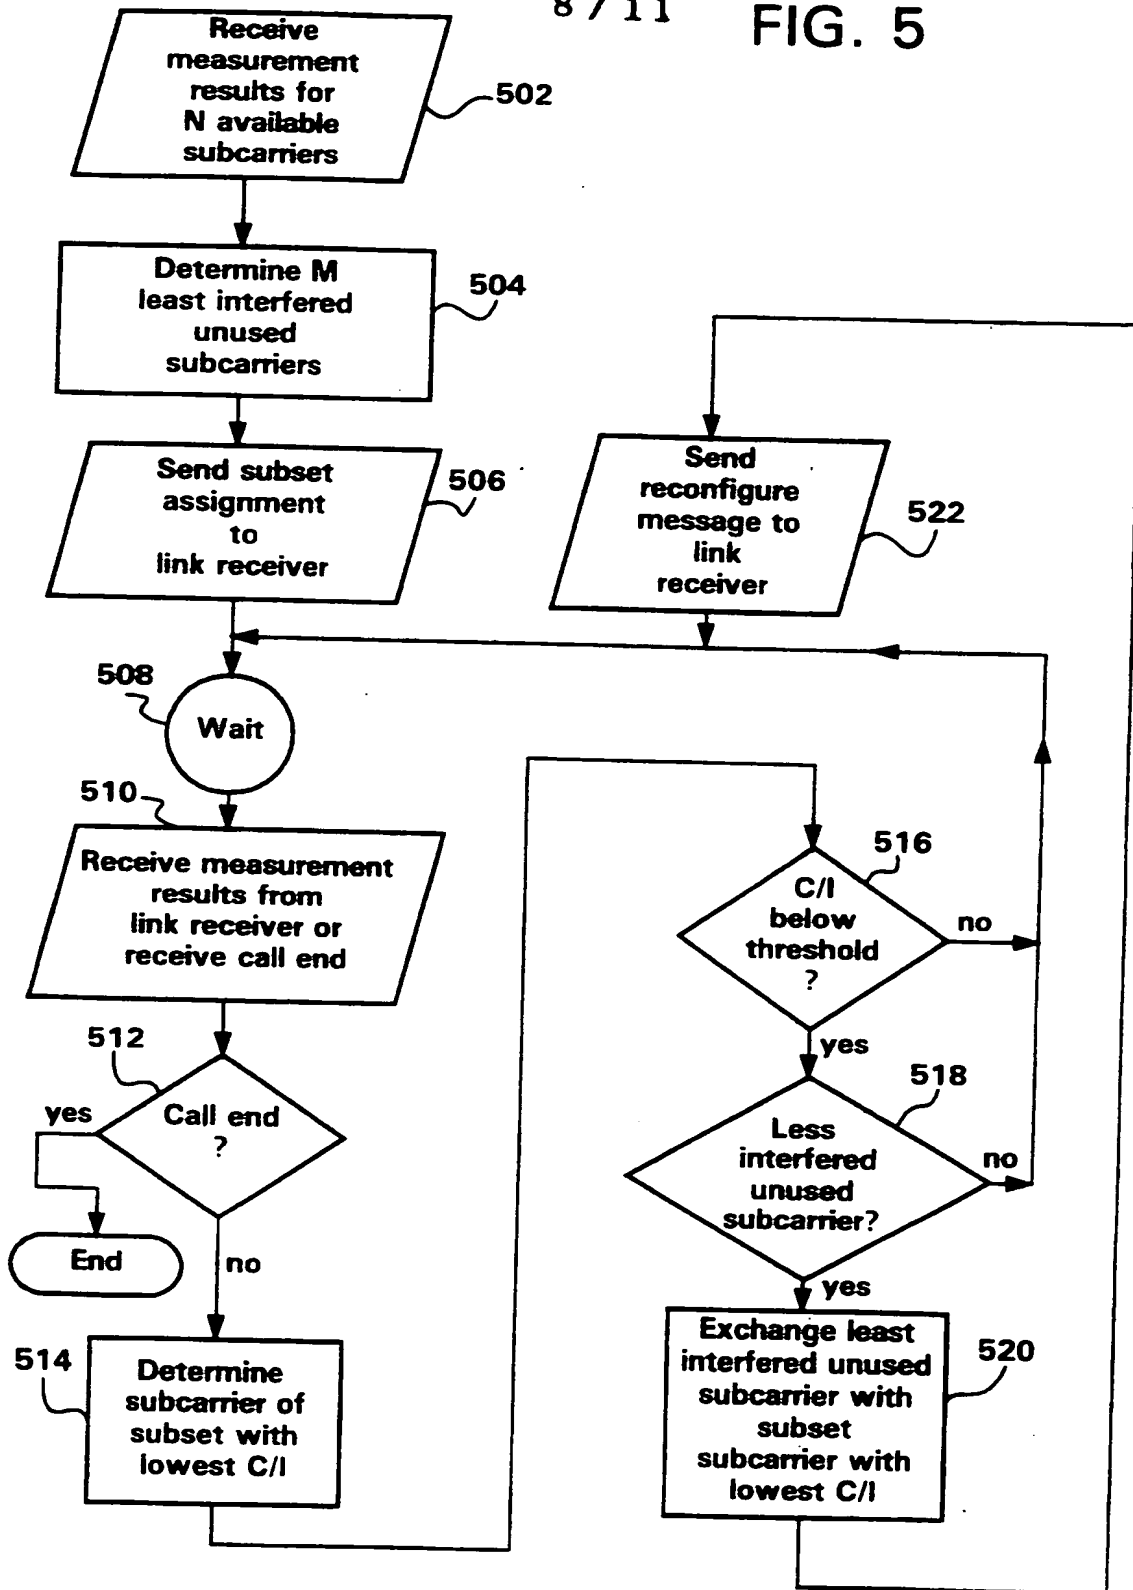 8/11
FIG. 5
Receive
measurement
results for
N available
subcarriers
502
Determine M
least interfered
unused
subcarriers
504
Send subset
assignment
to
link receiver
506
Send
reconfigure
message to
link
receiver
522
508
Wait
510
Receive measurement
results from
link receiver or
receive call end
512
yes
Call end
?
End
no
514
Determine
subcarrier of
subset with
lowest C/I
516
C/I
below
threshold
?
no
yes
518
Less
interfered
unused
subcarrier?
no
yes
Exchange least
interfered unused
subcarrier with
subset
subcarrier with
lowest C/I
520